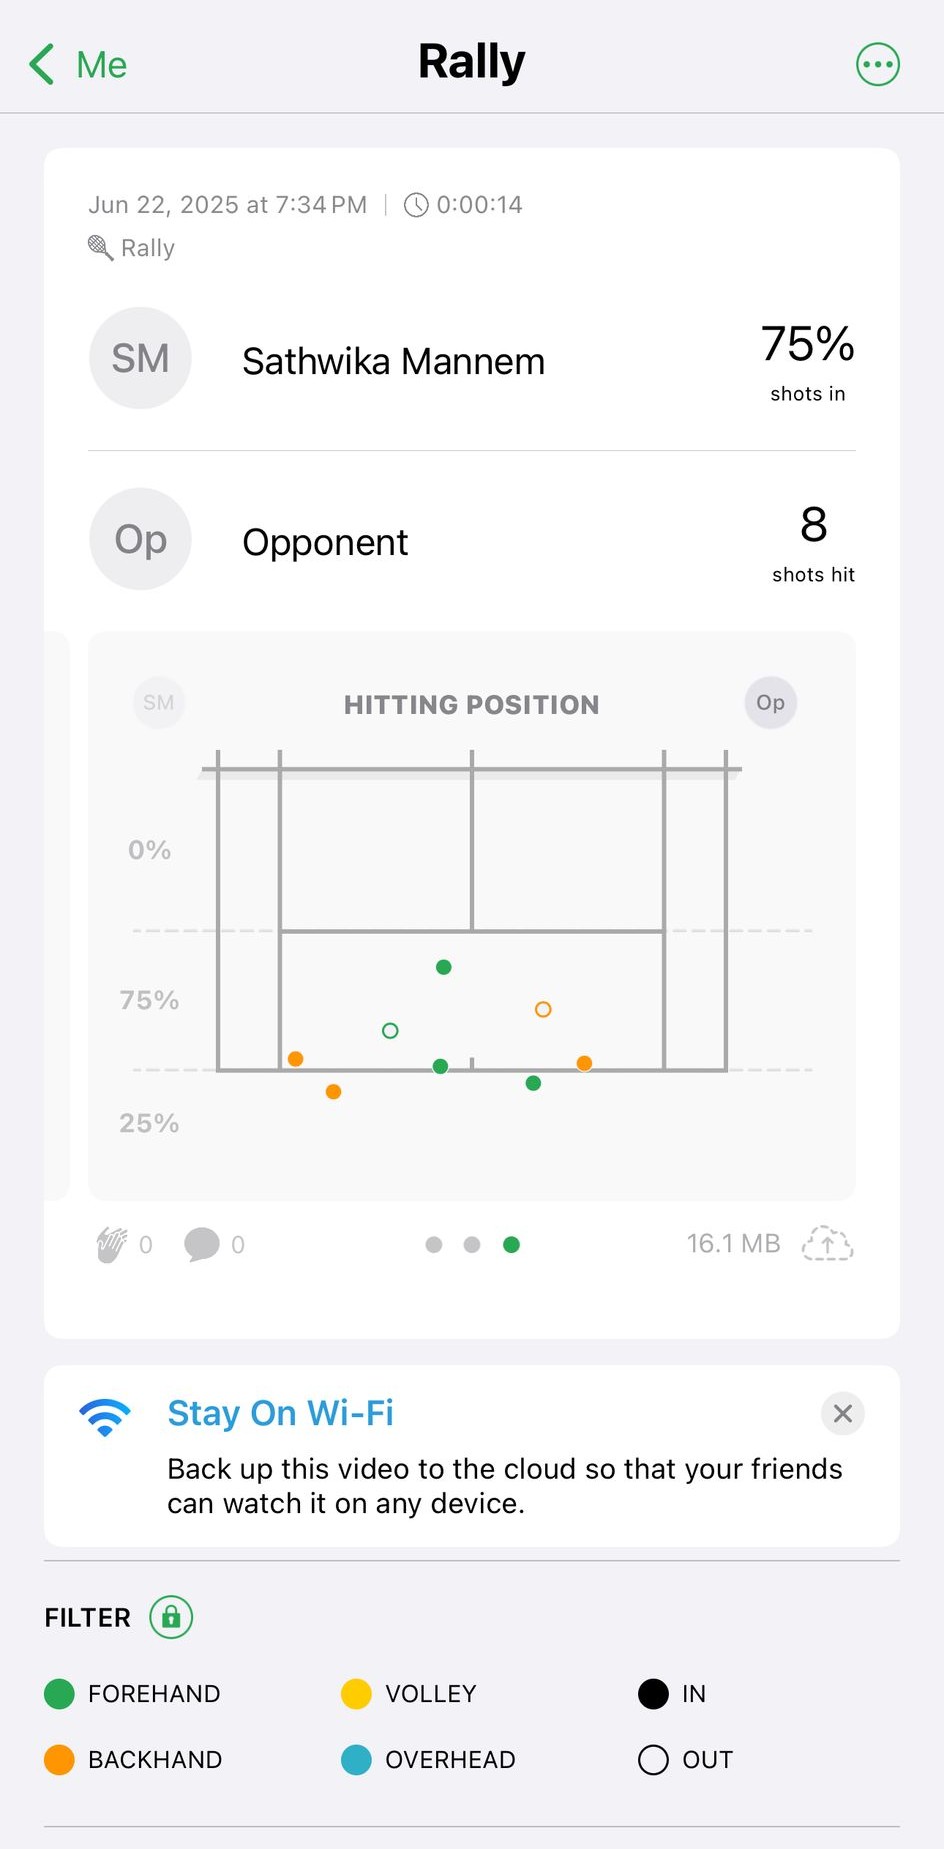 Me
Rally
Jun 22, 2025 at 7:34 PM | 0:00:14
Rally
SM
Sathwika Mannem
75%
shots in
Op
Opponent
8
shots hit
SM
HITTING POSITION
Op
0%
75%
25%
0
0
16.1 MB
Stay On Wi-Fi
Back up this video to the cloud so that your friends
can watch it on any device.
FILTER
FOREHAND
VOLLEY
IN
BACKHAND
OVERHEAD
OUT